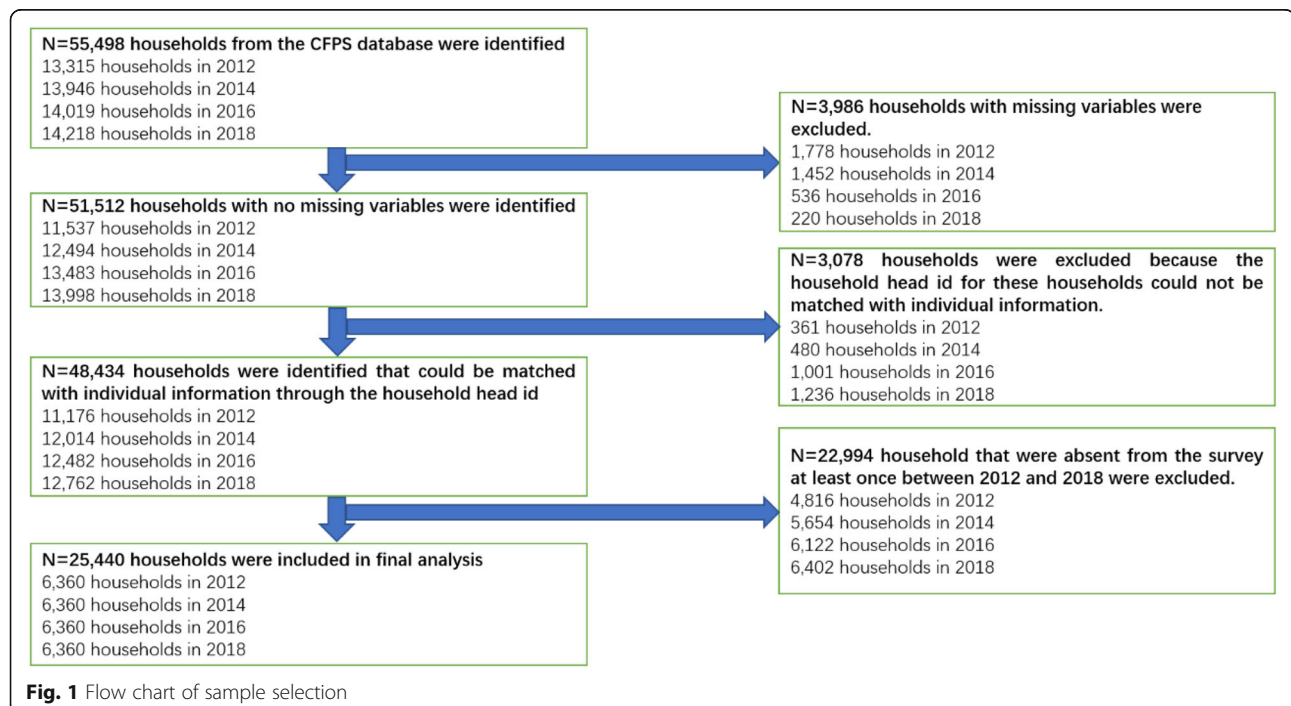 N=55,498 households from the CFPS database were identified
13,315 households in 2012
13,946 households in 2014
14,019 households in 2016
14,218 households in 2018
N=3,986 households with missing variables were
excluded.
1,778 households in 2012
1,452 households in 2014
536 households in 2016
220 households in 2018
N=51,512 households with no missing variables were identified
11,537 households in 2012
12,494 households in 2014
13,483 households in 2016
13,998 households in 2018
N=3,078 households were excluded because the
household head id for these households could not be
matched with individual information.
361 households in 2012
480 households in 2014
1,001 households in 2016
1,236 households in 2018
N=48,434 households were identified that could be matched
with individual information through the household head id
11,176 households in 2012
12,014 households in 2014
12,482 households in 2016
12,762 households in 2018
N=22,994 household that were absent from the survey
at least once between 2012 and 2018 were excluded.
4,816 households in 2012
5,654 households in 2014
6,122 households in 2016
6,402 households in 2018
N=25,440 households were included in final analysis
6,360 households in 2012
6,360 households in 2014
6,360 households in 2016
6,360 households in 2018
Fig. 1 Flow chart of sample selection